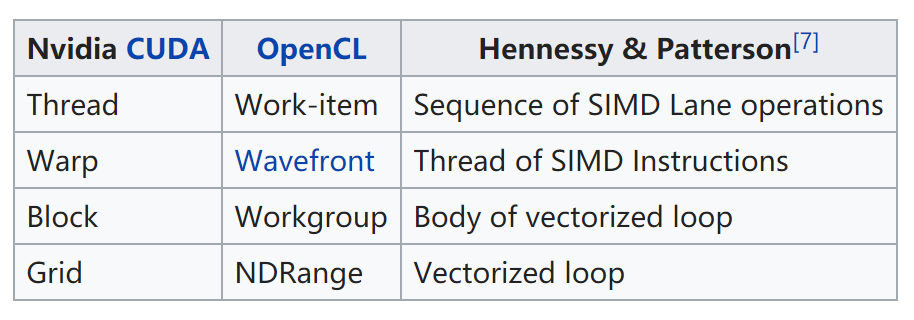 Nvidia CUDA OpenCL Hennessy & Patterson[7]
Thread Work-item Sequence of SIMD Lane operations
Warp Wavefront Thread of SIMD Instructions
Block Workgroup Body of vectorized loop
Grid NDRange Vectorized loop